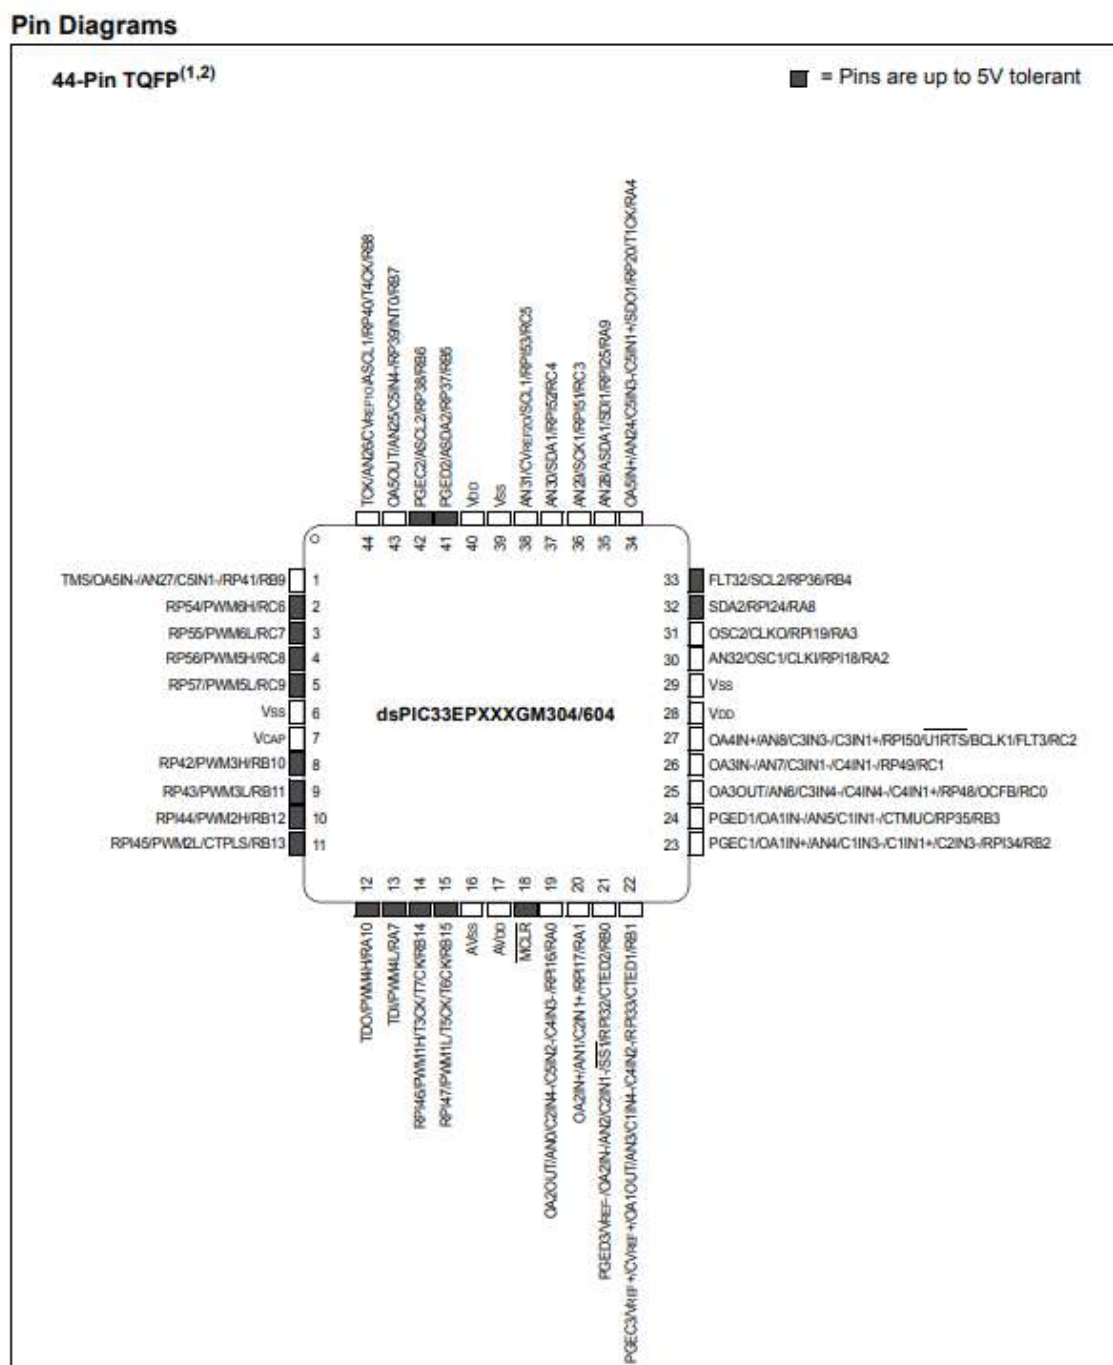 Pin Diagrams
44-Pin TQFP(1,2)
= Pins are up to 5V tolerant
TCK/AN26/CVREF1O/ASCL1/RP40/T4CK/RB8
OA5OUT/AN25/C5IN4-/RP39/INT0/RB7
PGEC2/ASCL2/RP38/RB6
PGED2/ASDA2/RP37/RB5
VDD
VSS
AN31/CVREF2O/SCL1/RPI53/RC5
AN30/SDA1/RPI52/RC4
AN29/SCK1/RPI51/RC3
AN28/ASDA1/SDI1/RPI25/RA9
OA5IN+/AN24/C5IN3-/C5IN1+/SDO1/RP20/T1CK/RA4
44 43 42 41 40 39 38 37 36 35 34
TMS/OA5IN-/AN27/C5IN1-/RP41/RB9 1
RP54/PWM6H/RC6 2
RP55/PWM6L/RC7 3
RP56/PWM5H/RC8 4
RP57/PWM5L/RC9 5
VSS 6
VCAP 7
RP42/PWM3H/RB10 8
RP43/PWM3L/RB11 9
RPI44/PWM2H/RB12 10
RPI45/PWM2L/CTPLS/RB13 11
dsPIC33EPXXXGM304/604
33 FLT32/SCL2/RP36/RB4
32 SDA2/RPI24/RA8
31 OSC2/CLKO/RPI19/RA3
30 AN32/OSC1/CLKI/RPI18/RA2
29 VSS
28 VDD
27 OA4IN+/AN8/C3IN3-/C3IN1+/RPI50/U1RTS/BCLK1/FLT3/RC2
26 OA3IN-/AN7/C3IN1-/C4IN1-/RP49/RC1
25 OA3OUT/AN6/C3IN4-/C4IN4-/C4IN1+/RP48/OCFB/RC0
24 PGED1/OA1IN-/AN5/C1IN1-/CTMUC/RP35/RB3
23 PGEC1/OA1IN+/AN4/C1IN3-/C1IN1+/C2IN3-/RPI34/RB2
12 13 14 15 16 17 18 19 20 21 22
TDO/PWM4H/RA10
TDI/PWM4L/RA7
RPI46/PWM1H/T3CK/T7CK/RB14
RPI47/PWM1L/T5CK/T6CK/RB15
AVSS
AVDD
MCLR
OA2OUT/AN0/C2IN4-/C5IN2-/C4IN3-/RPI16/RA0
OA2IN+/AN1/C2IN1+/RPI17/RA1
PGED3/VREF-/OA2IN-/AN2/C2IN1-/SS1/RPI32/CTED2/RB0
PGEC3/VREF+/CVREF+/OA1OUT/AN3/C1IN4-/C4IN2-/RPI33/CTED1/RB1